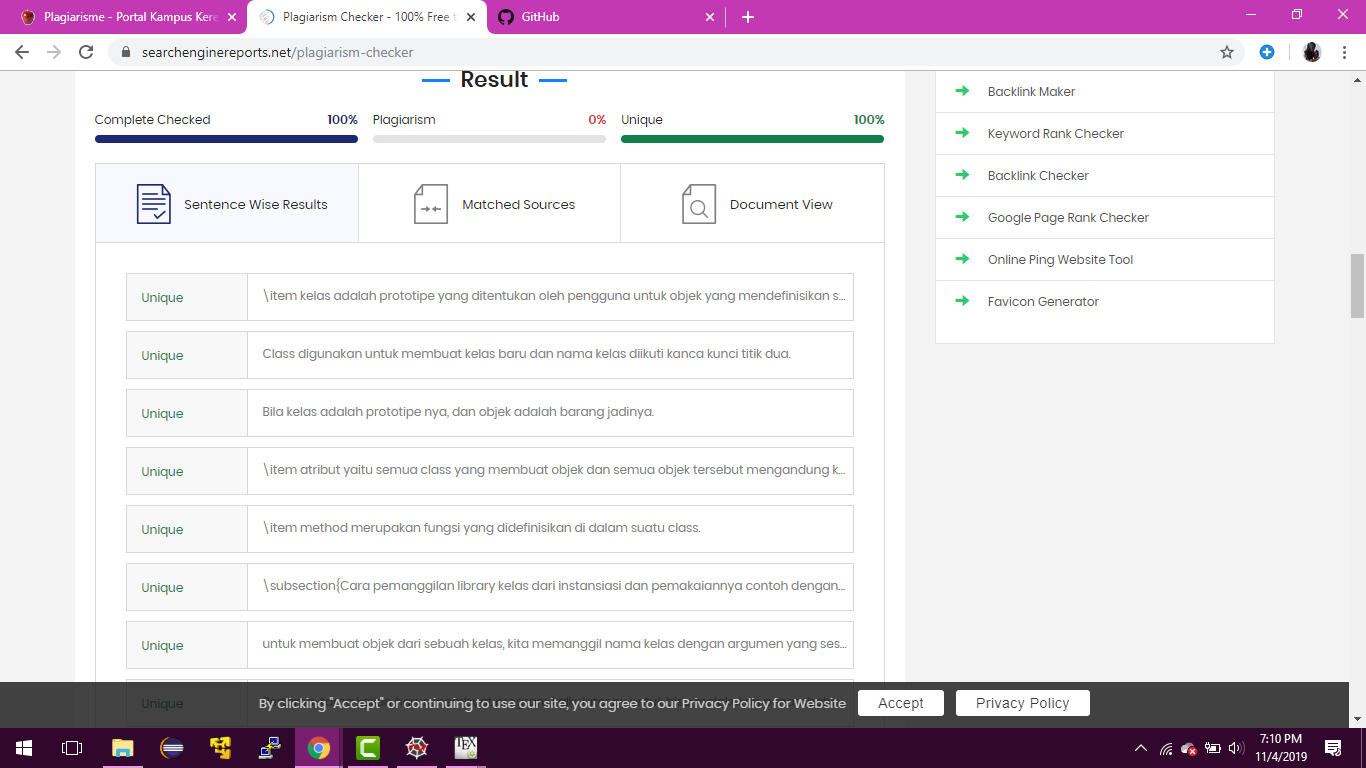 Plagiarisme - Portal Kampus Kere
Plagiarism Checker - 100% Free t
GitHub
searchenginereports.net/plagiarism-checker
Result
Complete Checked 100%
Plagiarism 0%
Unique 100%
Sentence Wise Results
Matched Sources
Document View
Unique
\item kelas adalah prototipe yang ditentukan oleh pengguna untuk objek yang mendefinisikan s...
Unique
Class digunakan untuk membuat kelas baru dan nama kelas diikuti kanca kunci titik dua.
Unique
Bila kelas adalah prototipe nya, dan objek adalah barang jadinya.
Unique
\item atribut yaitu semua class yang membuat objek dan semua objek tersebut mengandung k...
Unique
\item method merupakan fungsi yang didefinisikan di dalam suatu class.
Unique
\subsection{Cara pemanggilan library kelas dari instansiasi dan pemakaiannya contoh dengan...
Unique
untuk membuat objek dari sebuah kelas, kita memanggil nama kelas dengan argumen yang ses...
Unique
Backlink Maker
Keyword Rank Checker
Backlink Checker
Google Page Rank Checker
Online Ping Website Tool
Favicon Generator
By clicking "Accept" or continuing to use our site, you agree to our Privacy Policy for Website
Accept
Privacy Policy
TEX
7:10 PM
11/4/2019